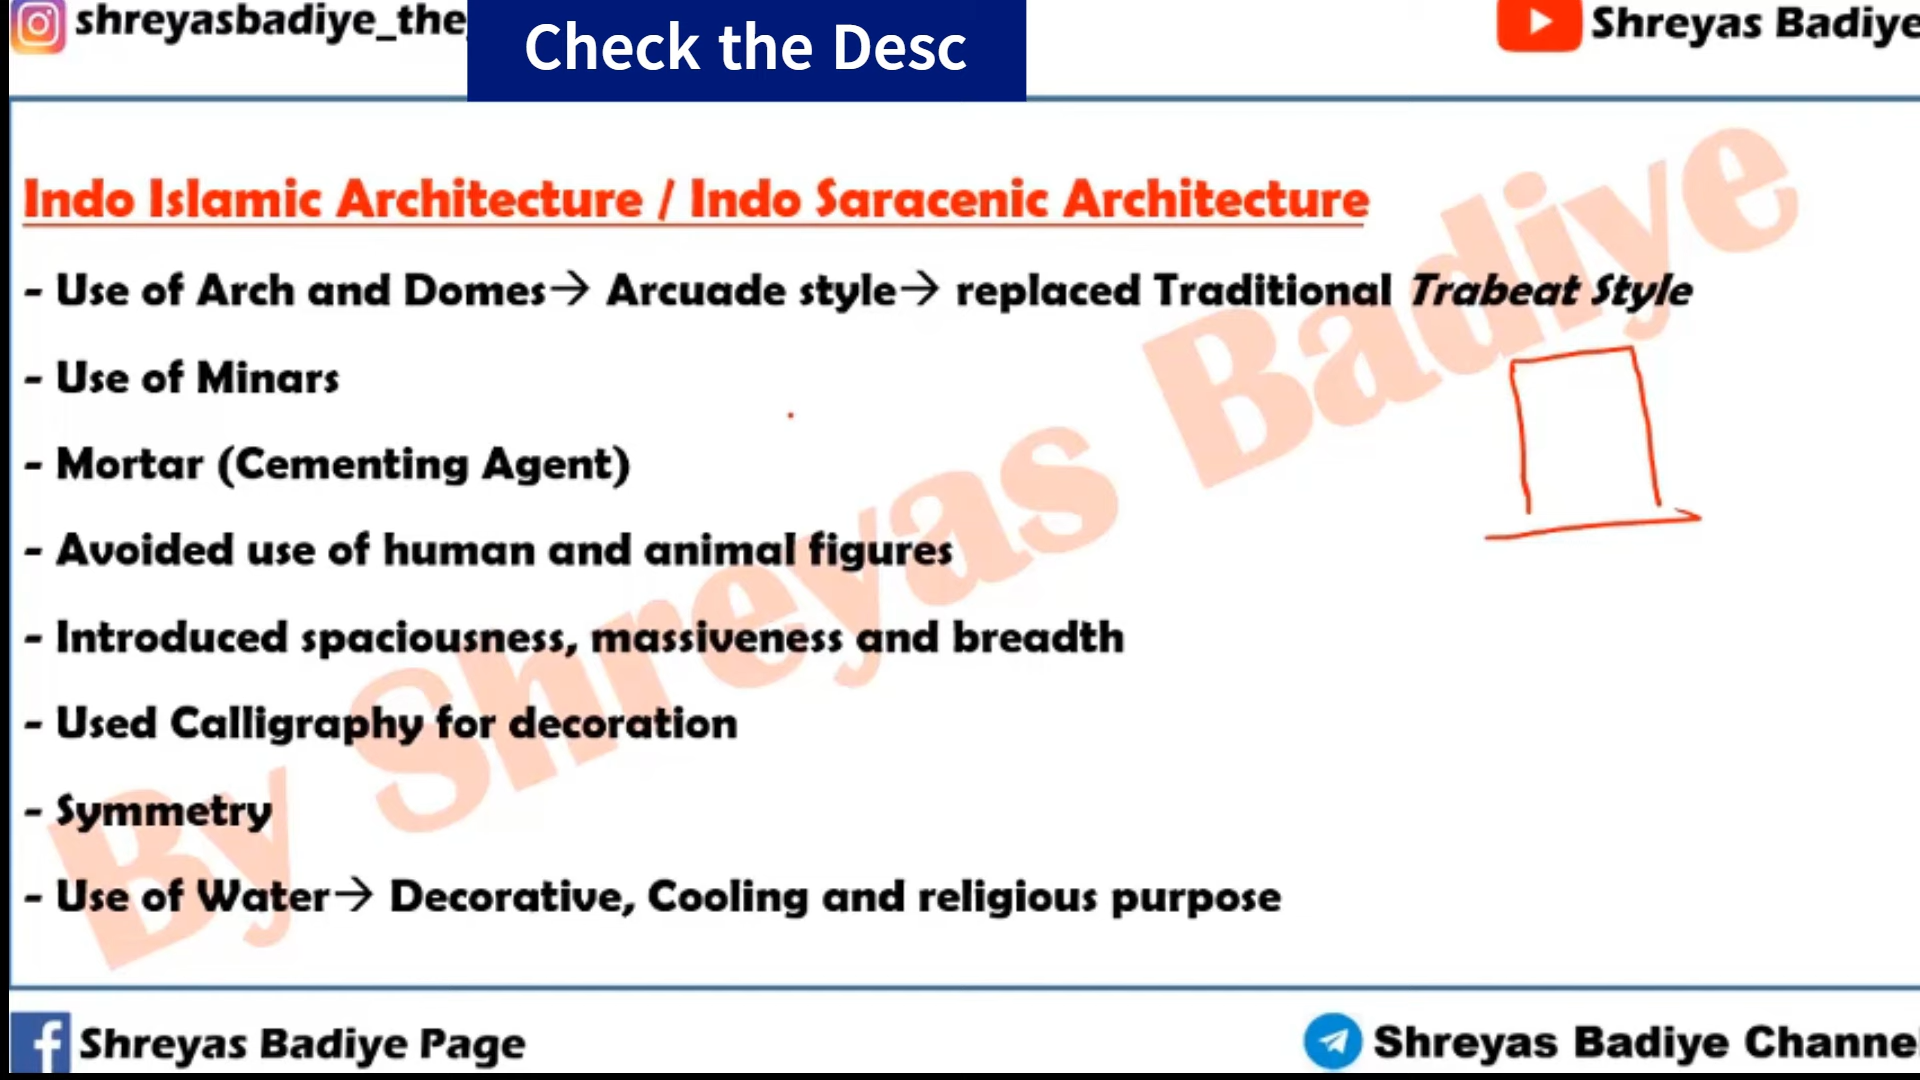 shreyasbadiye_the
Check the Desc
Shreyas Badiye
Indo Islamic Architecture / Indo Saracenic Architecture
- Use of Arch and Domes→ Arcuade style→ replaced Traditional Trabeat Style
- Use of Minars
- Mortar (Cementing Agent)
- Avoided use of human and animal figures
- Introduced spaciousness, massiveness and breadth
- Used Calligraphy for decoration
- Symmetry
- Use of Water→ Decorative, Cooling and religious purpose
By Shreyas Badiye
Shreyas Badiye Page
Shreyas Badiye Channe